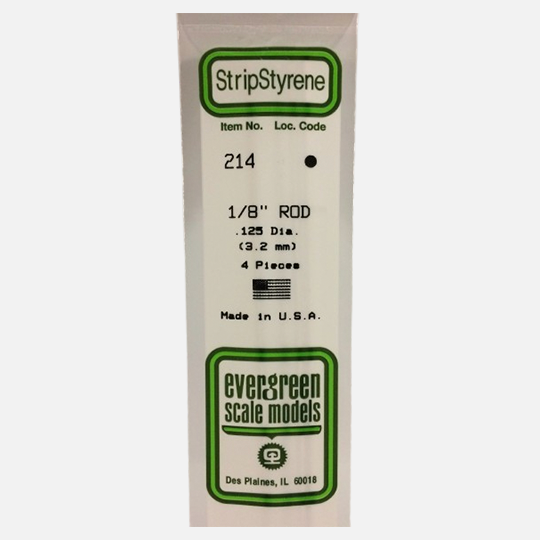 StripStyrene
Item No. Loc. Code
214
1/8" ROD
.125 Dia.
(3.2 mm)
4 Pieces
Made in U.S.A.
evergreen
scale models
Des Plaines, IL 60018